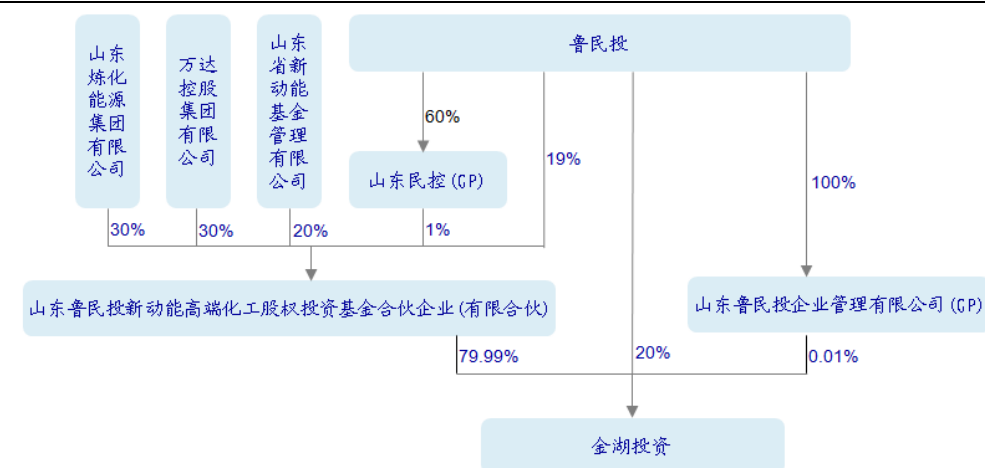 山东
炼化
能源
集团
有限
公司
万达
控股
集团
有限
公司
山东
省新
动能
基金
管理
有限
公司
鲁民投
60%
19%
山东民控(GP)
100%
30%
30%
20%
1%
山东鲁民投新动能高端化工股权投资基金合伙企业(有限合伙)
山东鲁民投企业管理有限公司(GP)
79.99%
20%
0.01%
金湖投资